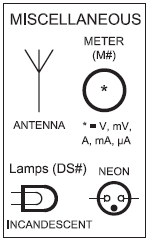 MISCELLANEOUS
METER
(M#)
*
ANTENNA
* = V, mV,
A, mA, µA
Lamps (DS#)
NEON
INCANDESCENT